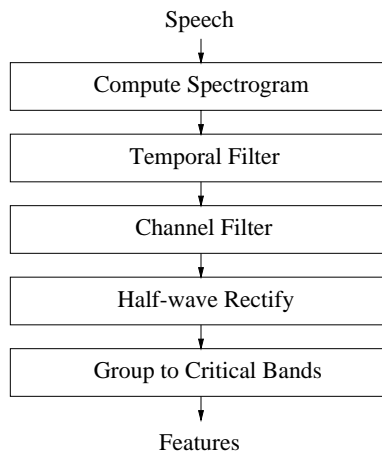 Speech
Compute Spectrogram
Temporal Filter
Channel Filter
Half-wave Rectify
Group to Critical Bands
Features